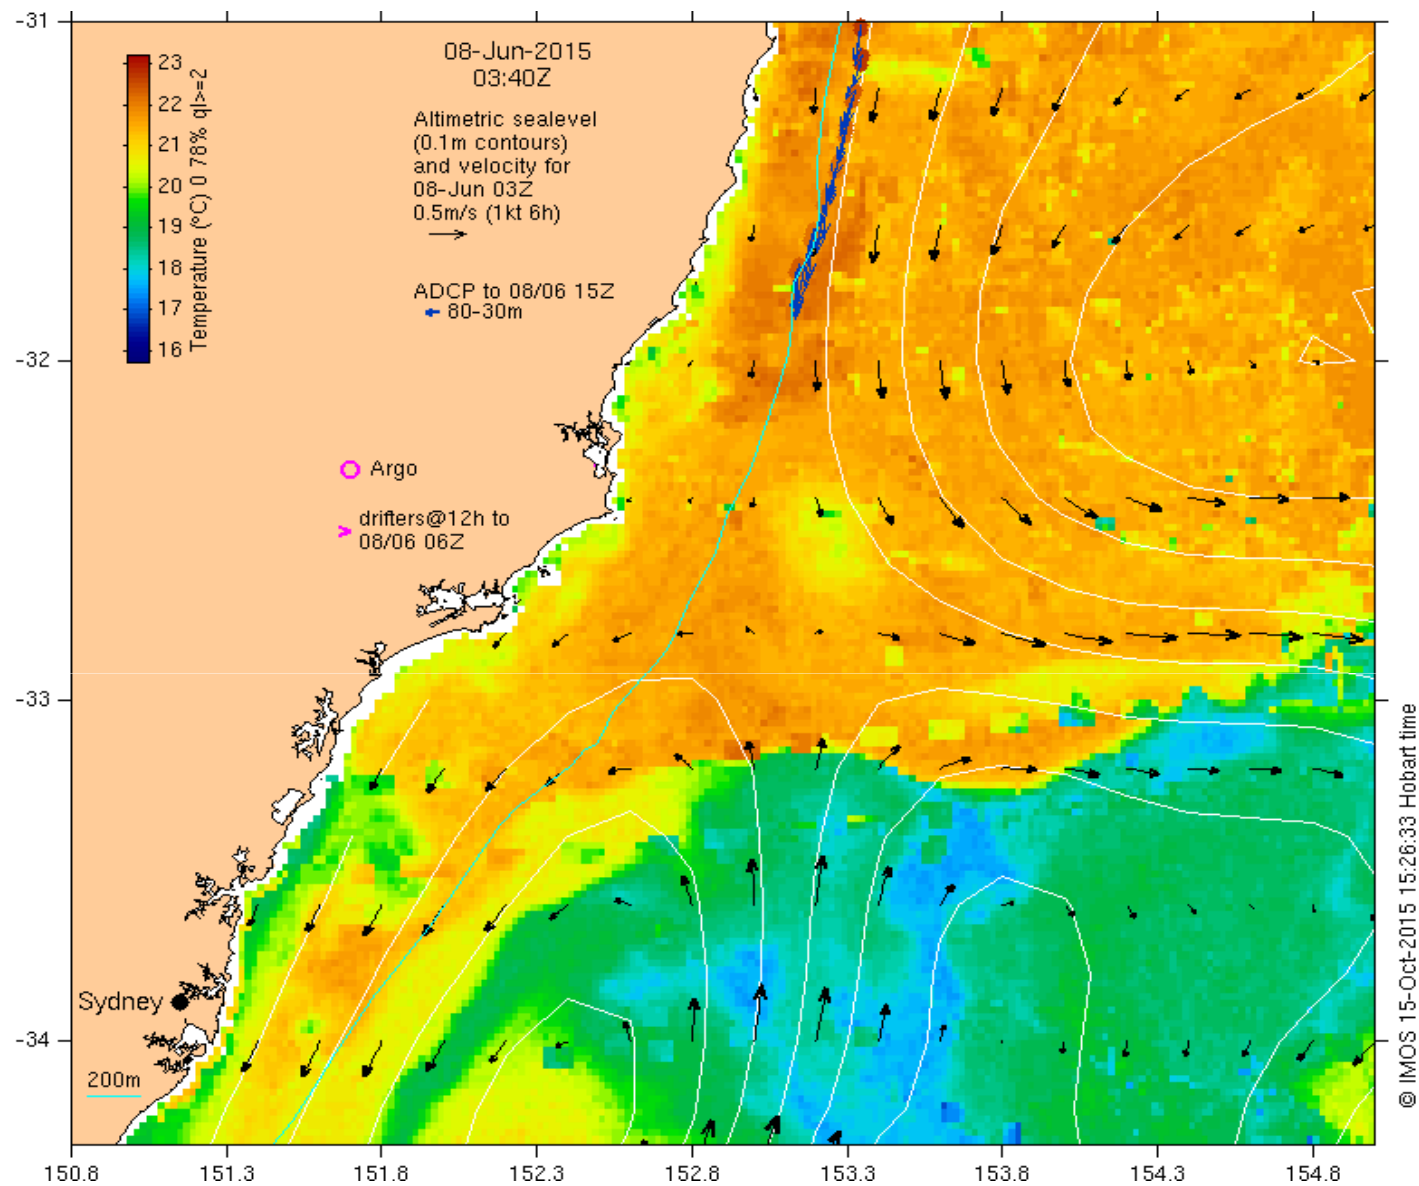 -31
-32
-33
-34
23
22
21
20
19
18
17
16
Temperature (°C) 0 78% ql>=2
08-Jun-2015
03:40Z
Altimetric sealevel
(0.1m contours)
and velocity for
08-Jun 03Z
0.5m/s (1kt 6h)
ADCP to 08/06 15Z
80-30m
Argo
drifters@12h to
08/06 06Z
Sydney
200m
150.8
151.3
151.8
152.3
152.8
153.3
153.8
154.3
154.8
© IMOS 15-Oct-2015 15:26:33 Hobart time